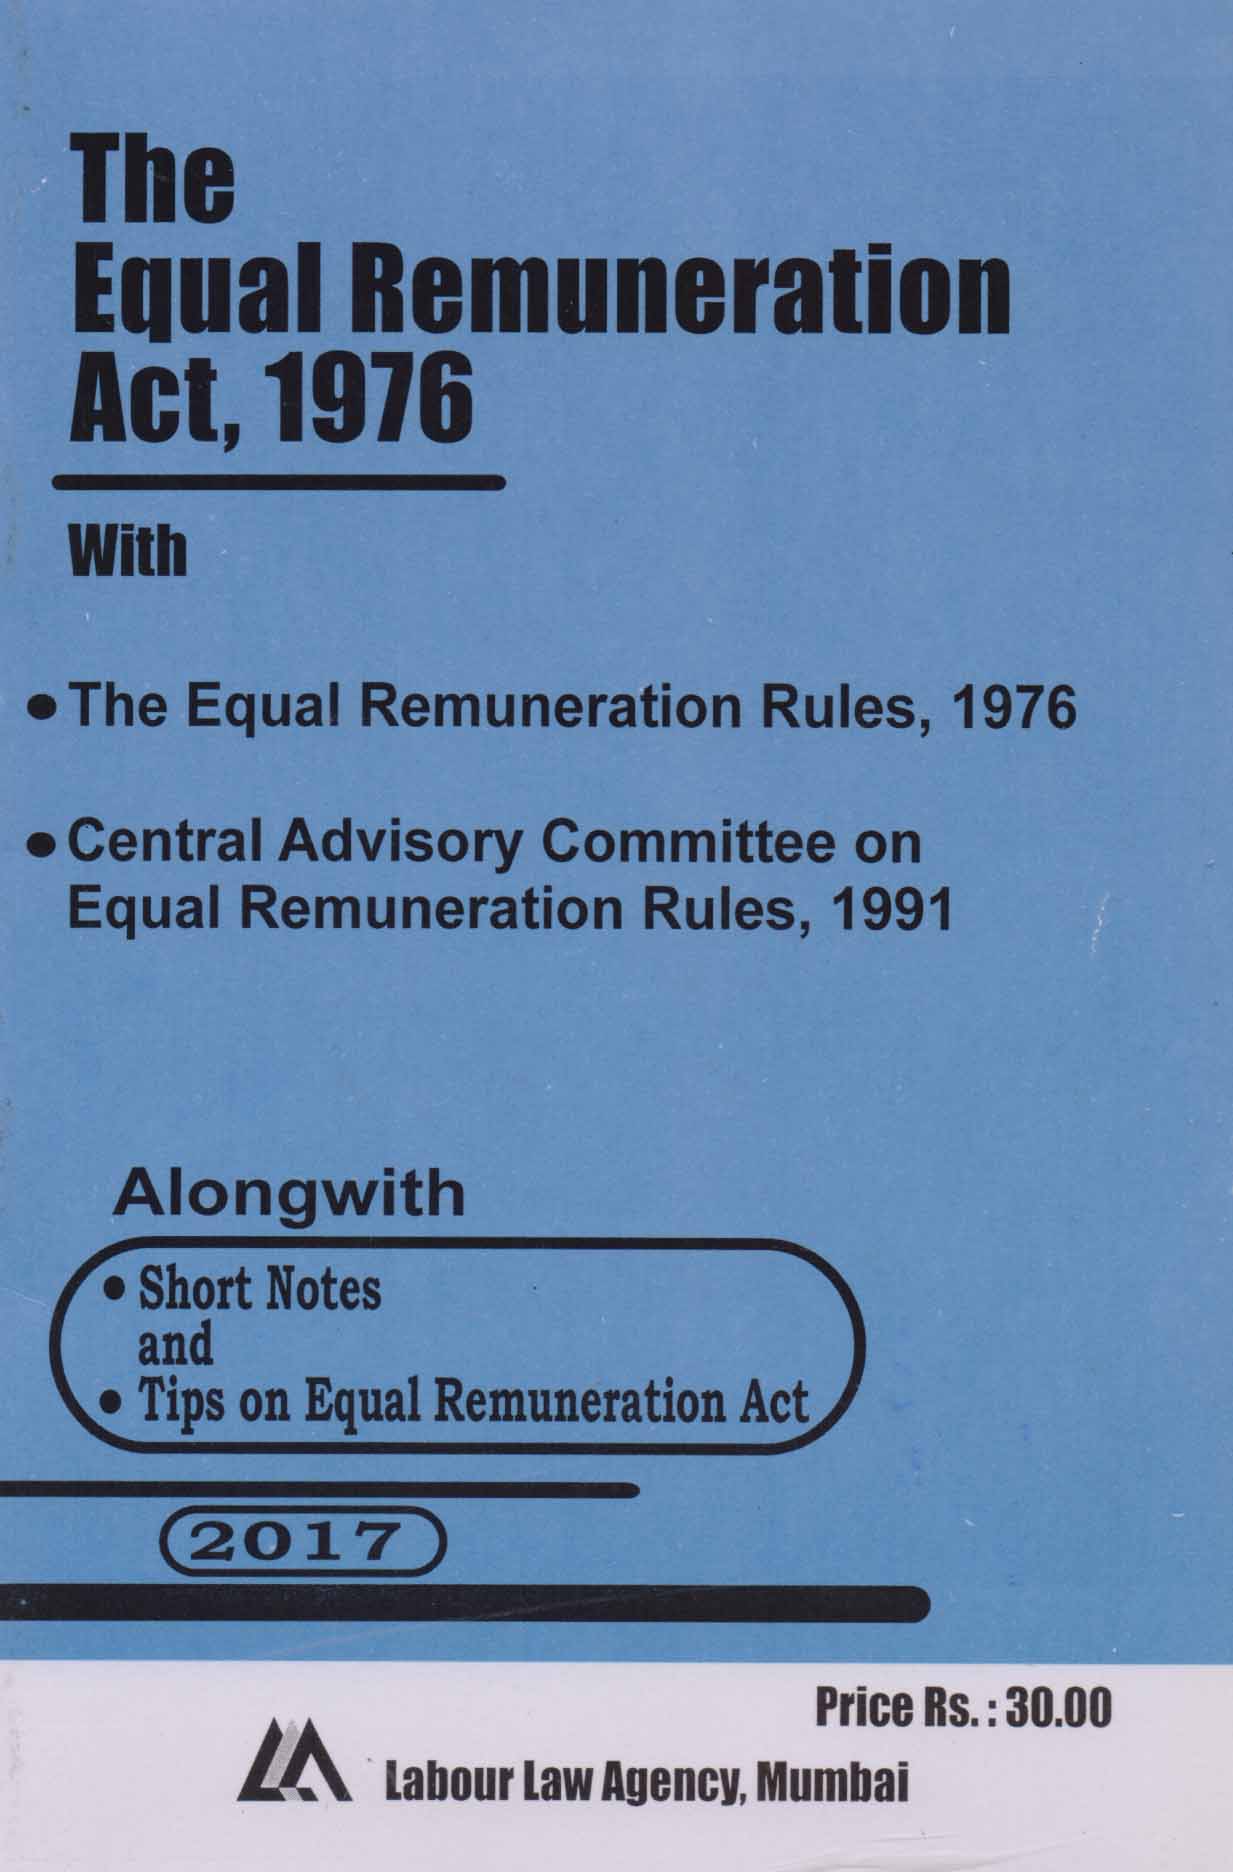 The
Equal Remuneration
Act, 1976
With
• The Equal Remuneration Rules, 1976
• Central Advisory Committee on
Equal Remuneration Rules, 1991
Alongwith
• Short Notes
and
• Tips on Equal Remuneration Act
2017
Price Rs. : 30.00
Labour Law Agency, Mumbai